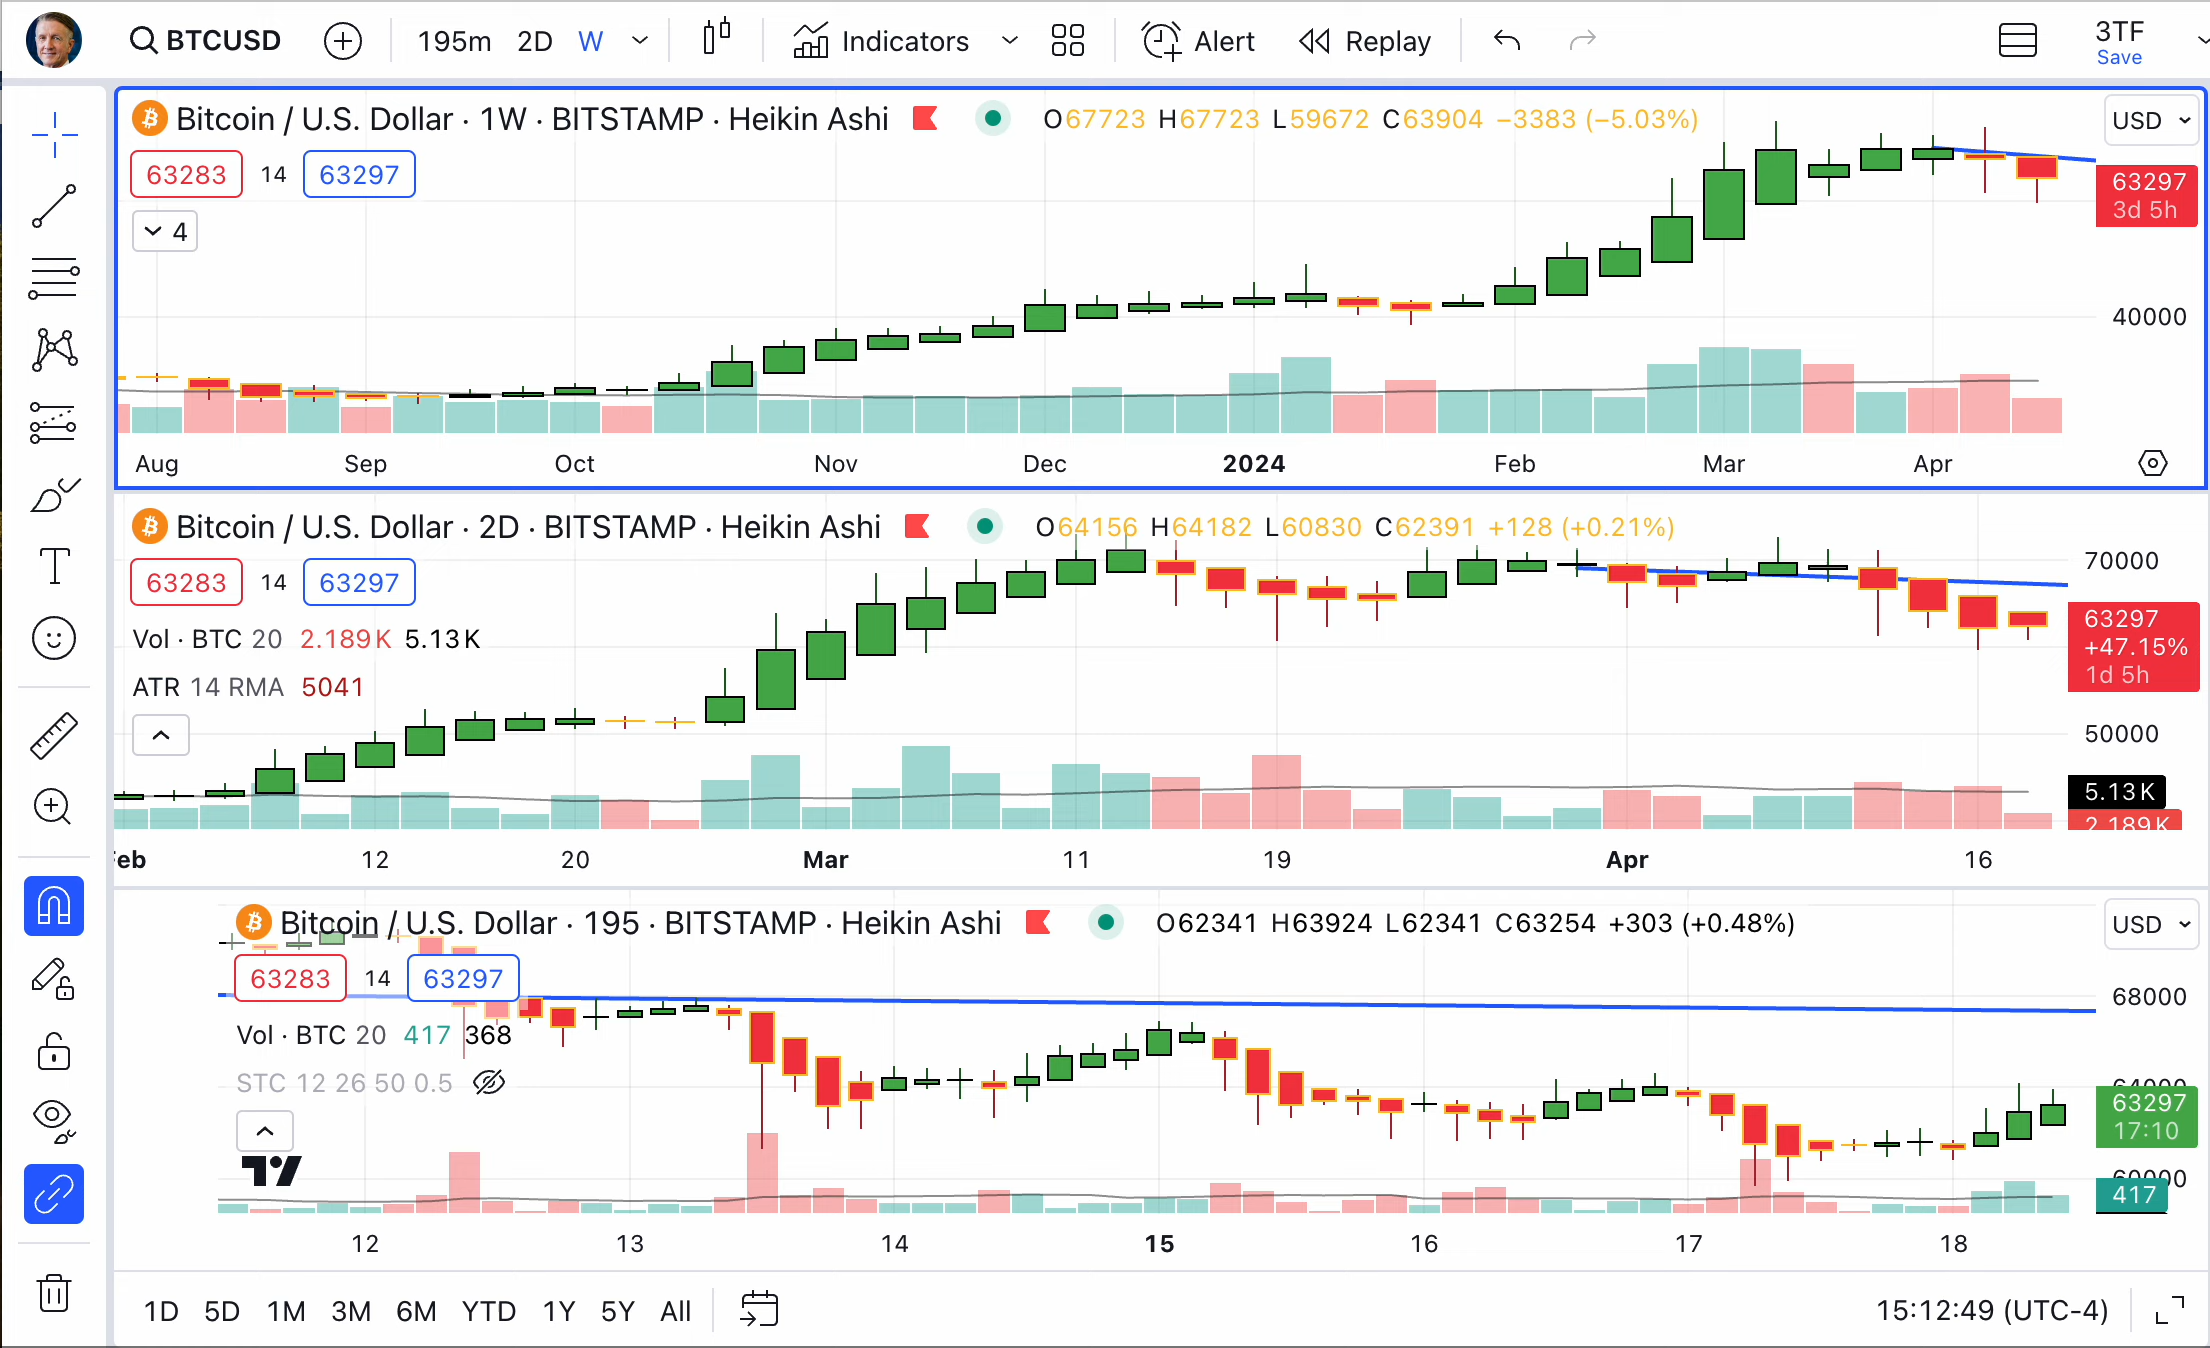 BTCUSD 195m 2D W Indicators Alert Replay 3TF
Save
Bitcoin / U.S. Dollar · 1W · BITSTAMP · Heikin Ashi O67723 H67723 L59672 C63904 −3383 (−5.03%) USD
63283 14 63297
63297
3d 5h
4
40000
Aug Sep Oct Nov Dec 2024 Feb Mar Apr
Bitcoin / U.S. Dollar · 2D · BITSTAMP · Heikin Ashi O64156 H64182 L60830 C62391 +128 (+0.21%)
70000
63283 14 63297
63297
+47.15%
1d 5h
Vol · BTC 20 2.189K 5.13K
ATR 14 RMA 5041
50000
5.13K
2.189K
Feb 12 20 Mar 11 19 Apr 16
Bitcoin / U.S. Dollar · 195 · BITSTAMP · Heikin Ashi O62341 H63924 L62341 C63254 +303 (+0.48%) USD
63283 14 63297
68000
Vol · BTC 20 417 368
STC 12 26 50 0.5
64000
63297
17:10
60000
417
12 13 14 15 16 17 18
1D 5D 1M 3M 6M YTD 1Y 5Y All 15:12:49 (UTC-4)